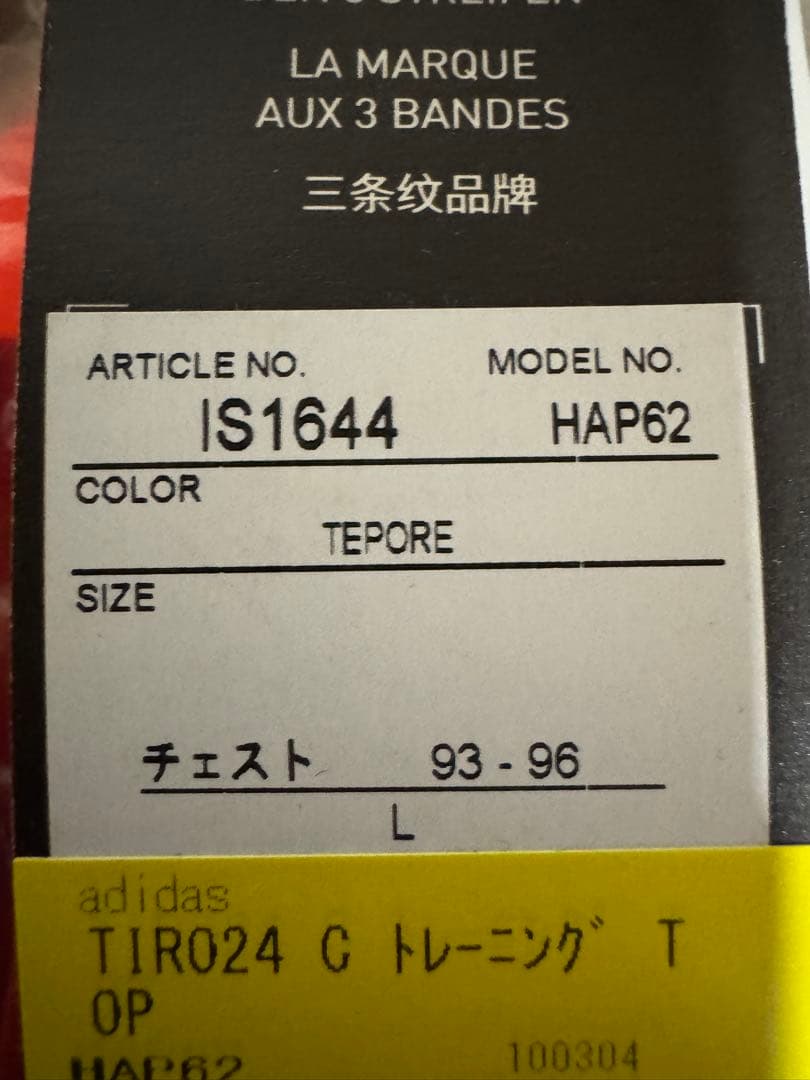 LA MARQUE
AUX 3 BANDES
三条纹品牌
ARTICLE NO. MODEL NO.
IS1644 HAP62
COLOR
TEPORE
SIZE
チェスト 93 - 96
L
adidas
TIRO24 C トレーニング T
OP
HAP62 100304